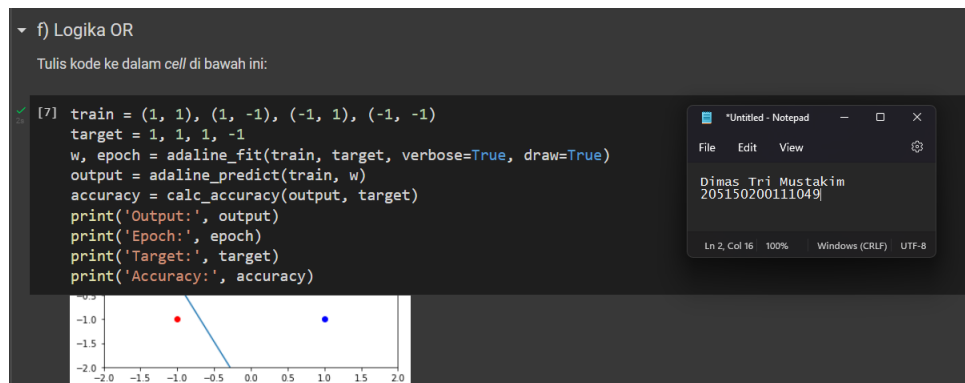 f) Logika OR
Tulis kode ke dalam cell di bawah ini:
[7] train = (1, 1), (1, -1), (-1, 1), (-1, -1)
2s
target = 1, 1, 1, -1
w, epoch = adaline_fit(train, target, verbose=True, draw=True)
output = adaline_predict(train, w)
accuracy = calc_accuracy(output, target)
print('Output:', output)
print('Epoch:', epoch)
print('Target:', target)
print('Accuracy:', accuracy)
*Untitled - Notepad
File Edit View
Dimas Tri Mustakim
205150200111049
Ln 2, Col 16 100% Windows (CRLF) UTF-8
-0.5
-1.0
-1.5
-2.0
-2.0 -1.5 -1.0 -0.5 0.0 0.5 1.0 1.5 2.0